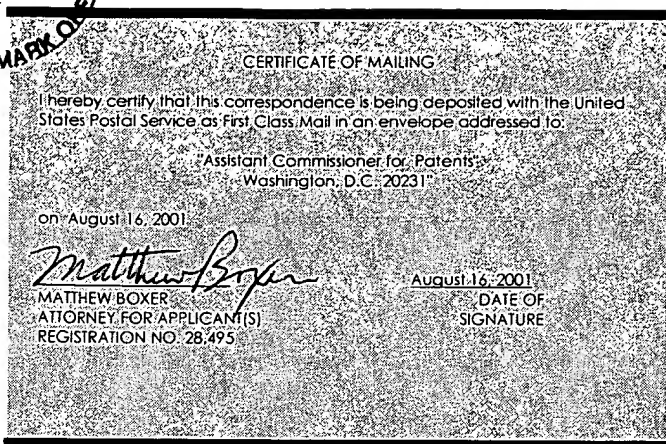 MARK OF
CERTIFICATE OF MAILING
I hereby certify that this correspondence is being deposited with the United
States Postal Service as First Class Mail in an envelope addressed to:
"Assistant Commissioner for Patents,
Washington, D.C. 20231"
on August 16, 2001.
Matthew Boxer
MATTHEW BOXER
ATTORNEY FOR APPLICANT(S)
REGISTRATION NO. 28,495
August 16, 2001
DATE OF
SIGNATURE